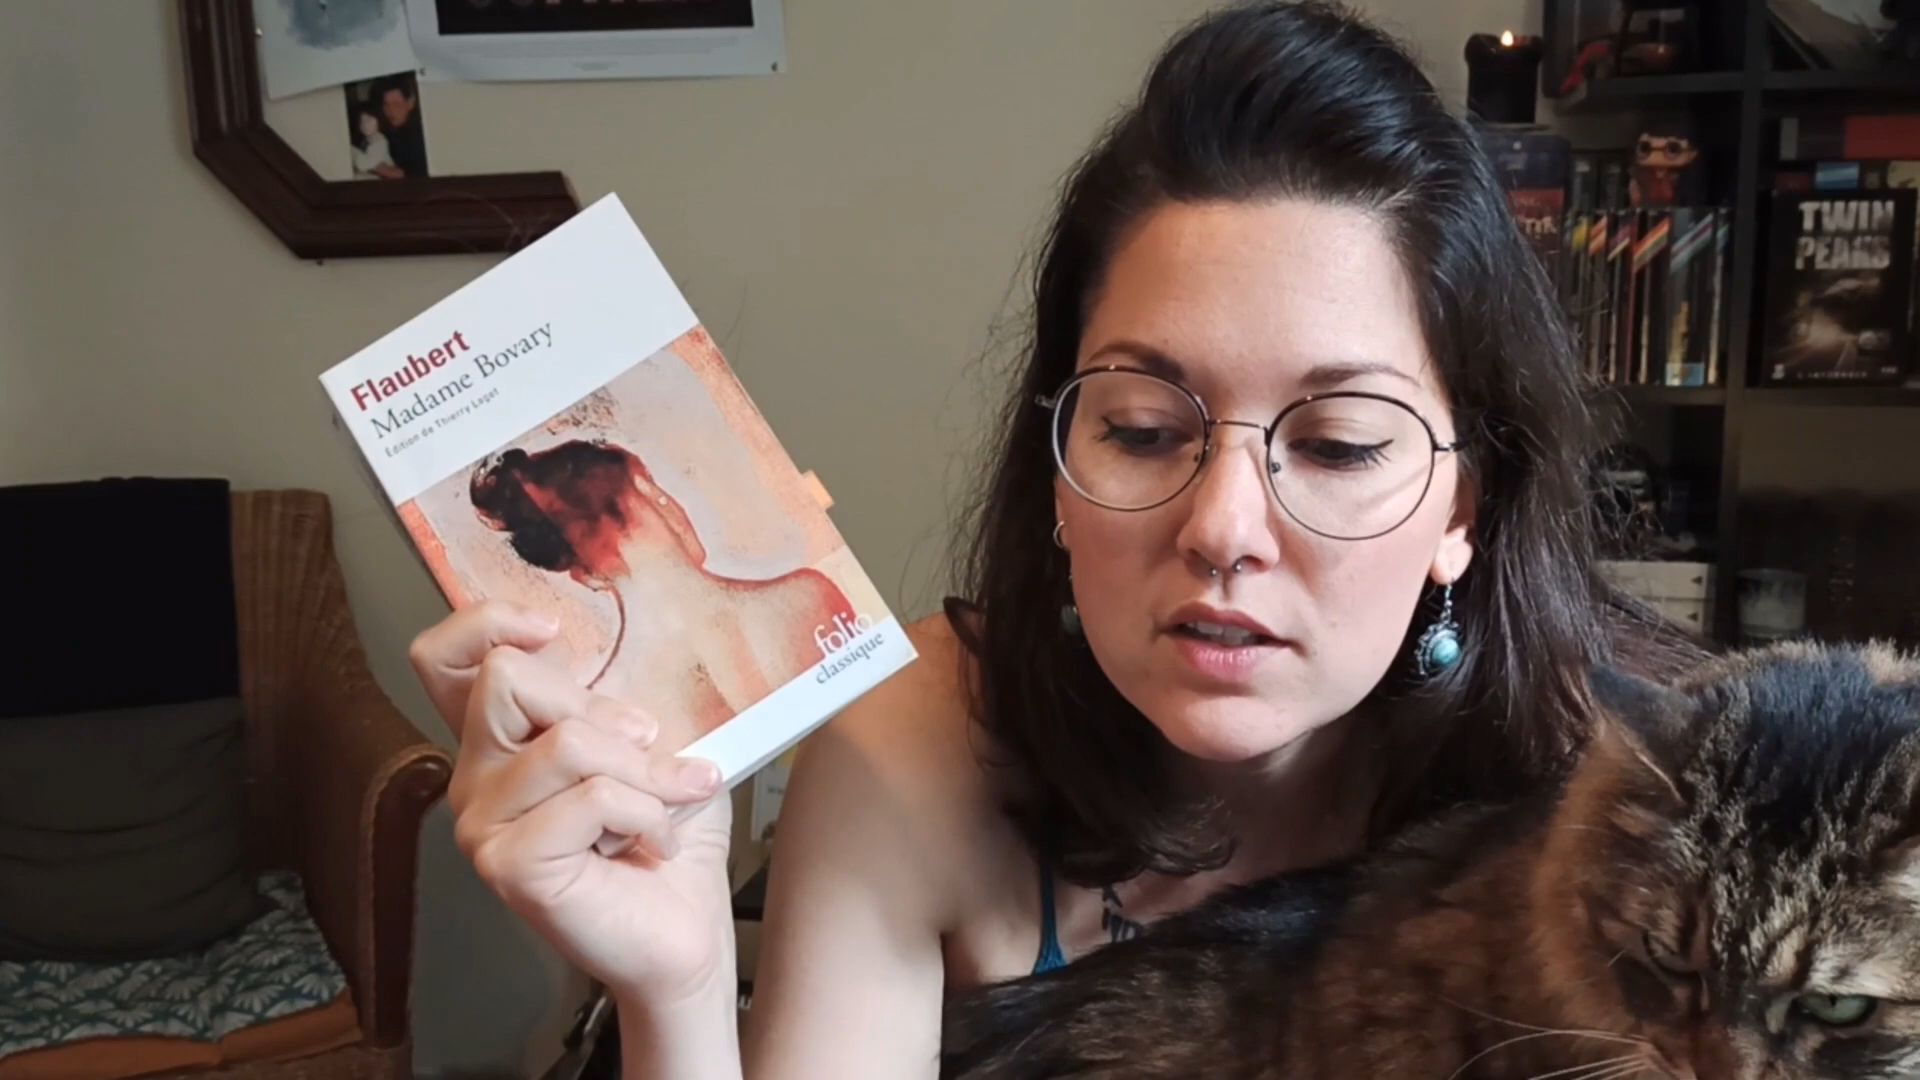 Flaubert
Madame Bovary
Édition de Thierry Laget
folio
classique
TWIN
PEAKS